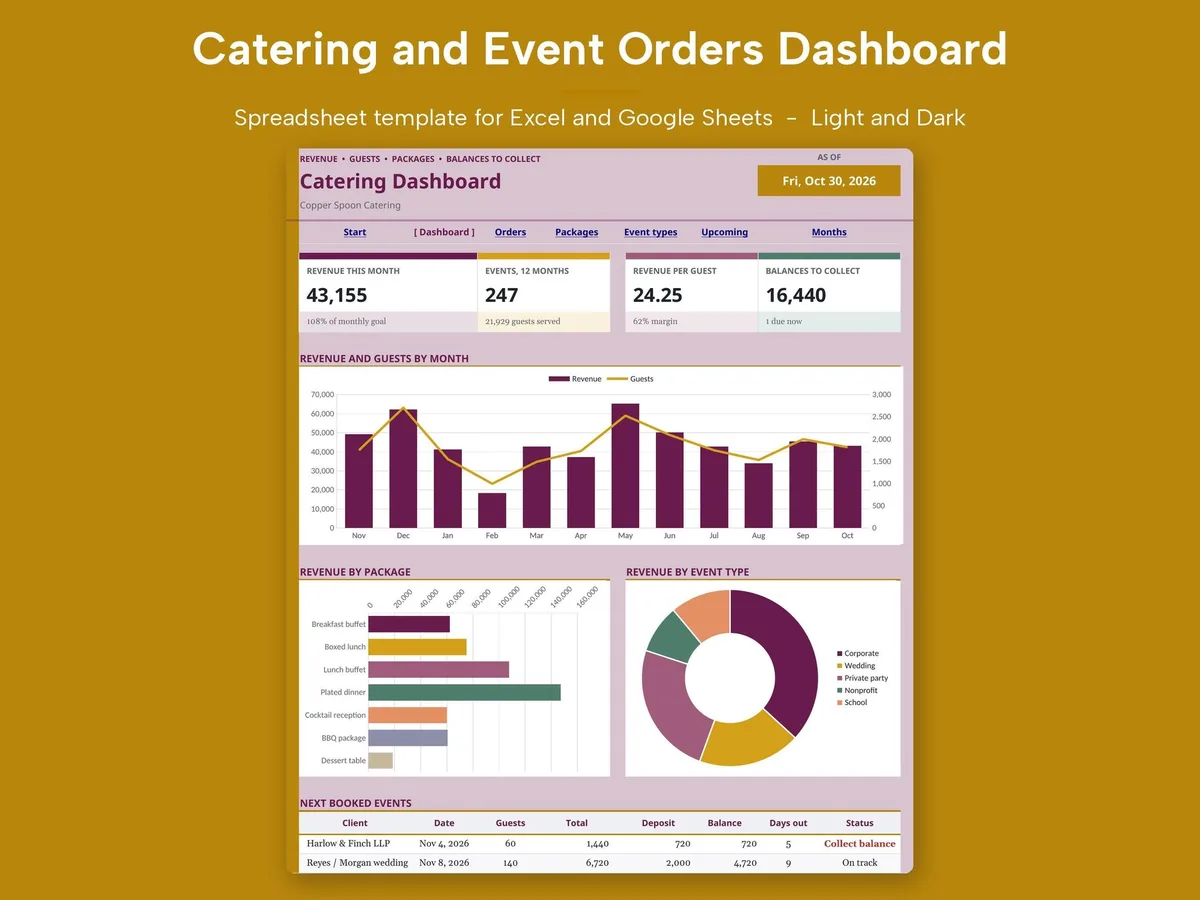 Catering and Event Orders Dashboard
Spreadsheet template for Excel and Google Sheets - Light and Dark
REVENUE • GUESTS • PACKAGES • BALANCES TO COLLECT
AS OF
Catering Dashboard
Fri, Oct 30, 2026
Copper Spoon Catering
Start [ Dashboard ] Orders Packages Event types Upcoming Months
REVENUE THIS MONTH EVENTS, 12 MONTHS REVENUE PER GUEST BALANCES TO COLLECT
43,155 247 24.25 16,440
108% of monthly goal 21,929 guests served 62% margin 1 due now
REVENUE AND GUESTS BY MONTH
Revenue Guests
70,000 3,000
60,000 2,500
50,000 2,000
40,000 1,500
30,000 1,000
20,000 500
10,000 0
0
Nov Dec Jan Feb Mar Apr May Jun Jul Aug Sep Oct
REVENUE BY PACKAGE
0 20,000 40,000 60,000 80,000 100,000 120,000 140,000 160,000
Breakfast buffet
Boxed lunch
Lunch buffet
Plated dinner
Cocktail reception
BBQ package
Dessert table
REVENUE BY EVENT TYPE
Corporate
Wedding
Private party
Nonprofit
School
NEXT BOOKED EVENTS
Client Date Guests Total Deposit Balance Days out Status
Harlow & Finch LLP Nov 4, 2026 60 1,440 720 720 5 Collect balance
Reyes / Morgan wedding Nov 8, 2026 140 6,720 2,000 4,720 9 On track